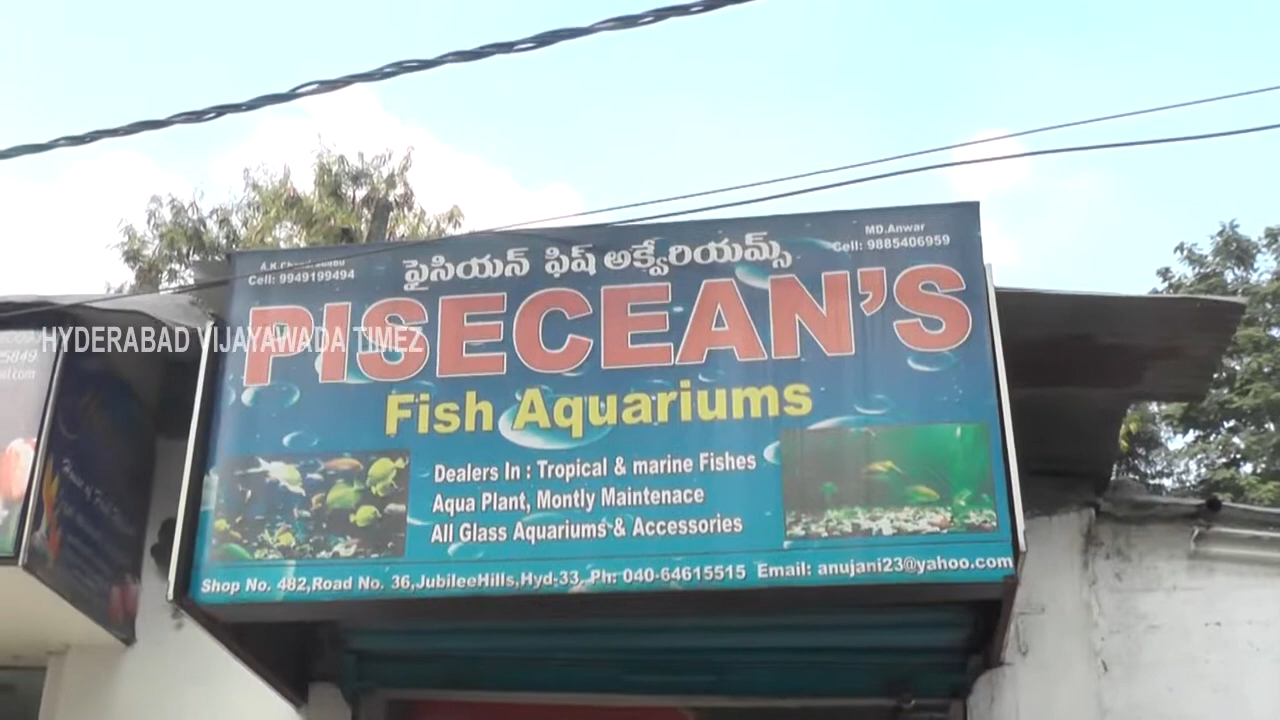 Cell: 9949199494
MD.Anwar
Cell: 9885406959
పైసియన్ ఫిష్ అక్వేరియమ్స్
PISECEAN'S
Fish Aquariums
Dealers In : Tropical & marine Fishes
Aqua Plant, Montly Maintenace
All Glass Aquariums & Accessories
Shop No. 482,Road No. 36,JubileeHills,Hyd-33, Ph: 040-64615515 Email: anujani23@yahoo.com
HYDERABAD VIJAYAWADA TIMEZ
5849